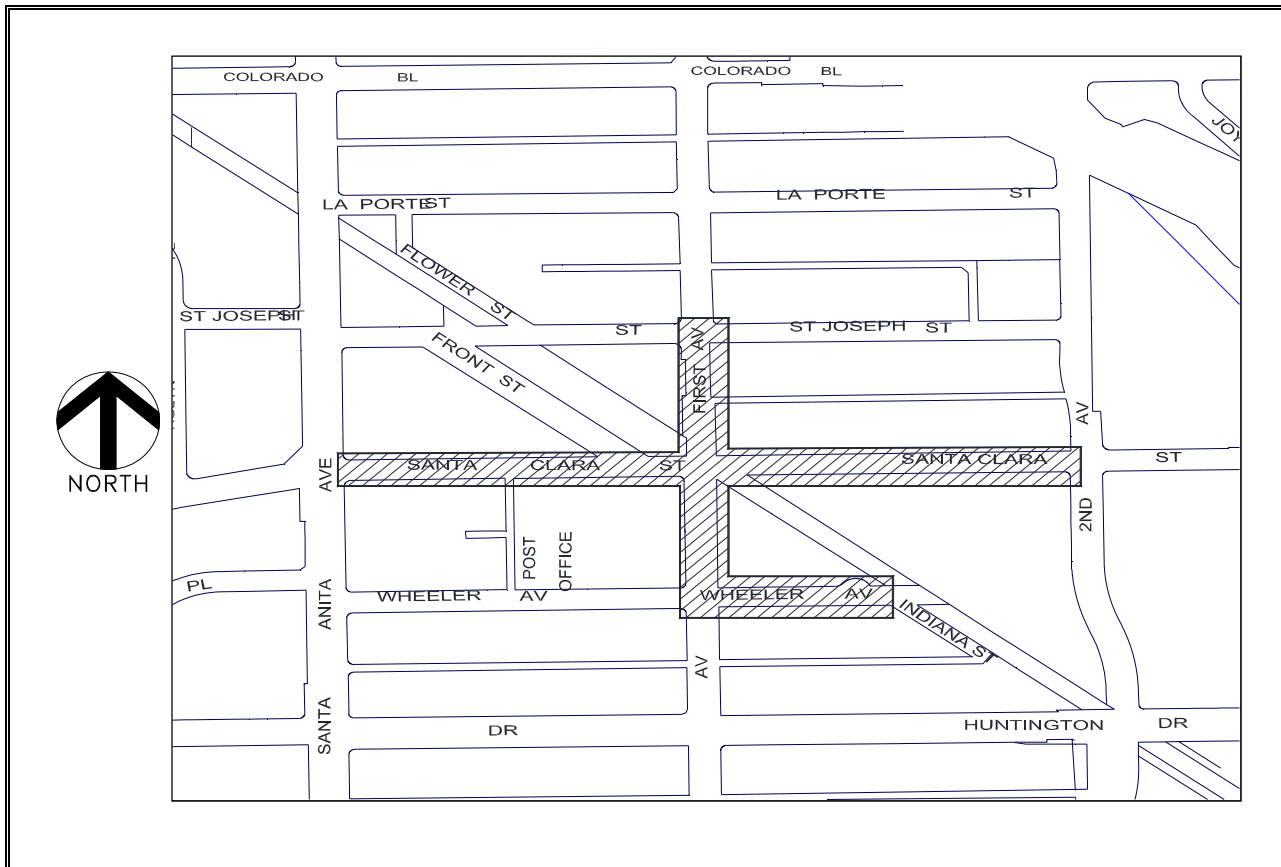 COLORADO BL
COLORADO BL
JOY
LA PORTE ST
LA PORTE ST
FLOWER ST
ST JOSEPH ST
ST
ST JOSEPH ST
FRONT ST
FIRST AV
AV
NORTH
AVE
SANTA CLARA ST
SANTA CLARA
ST
2ND
POST
OFFICE
PL
ANITA
WHEELER AV
WHEELER AV
INDIANA ST
AV
SANTA
DR
HUNTINGTON DR